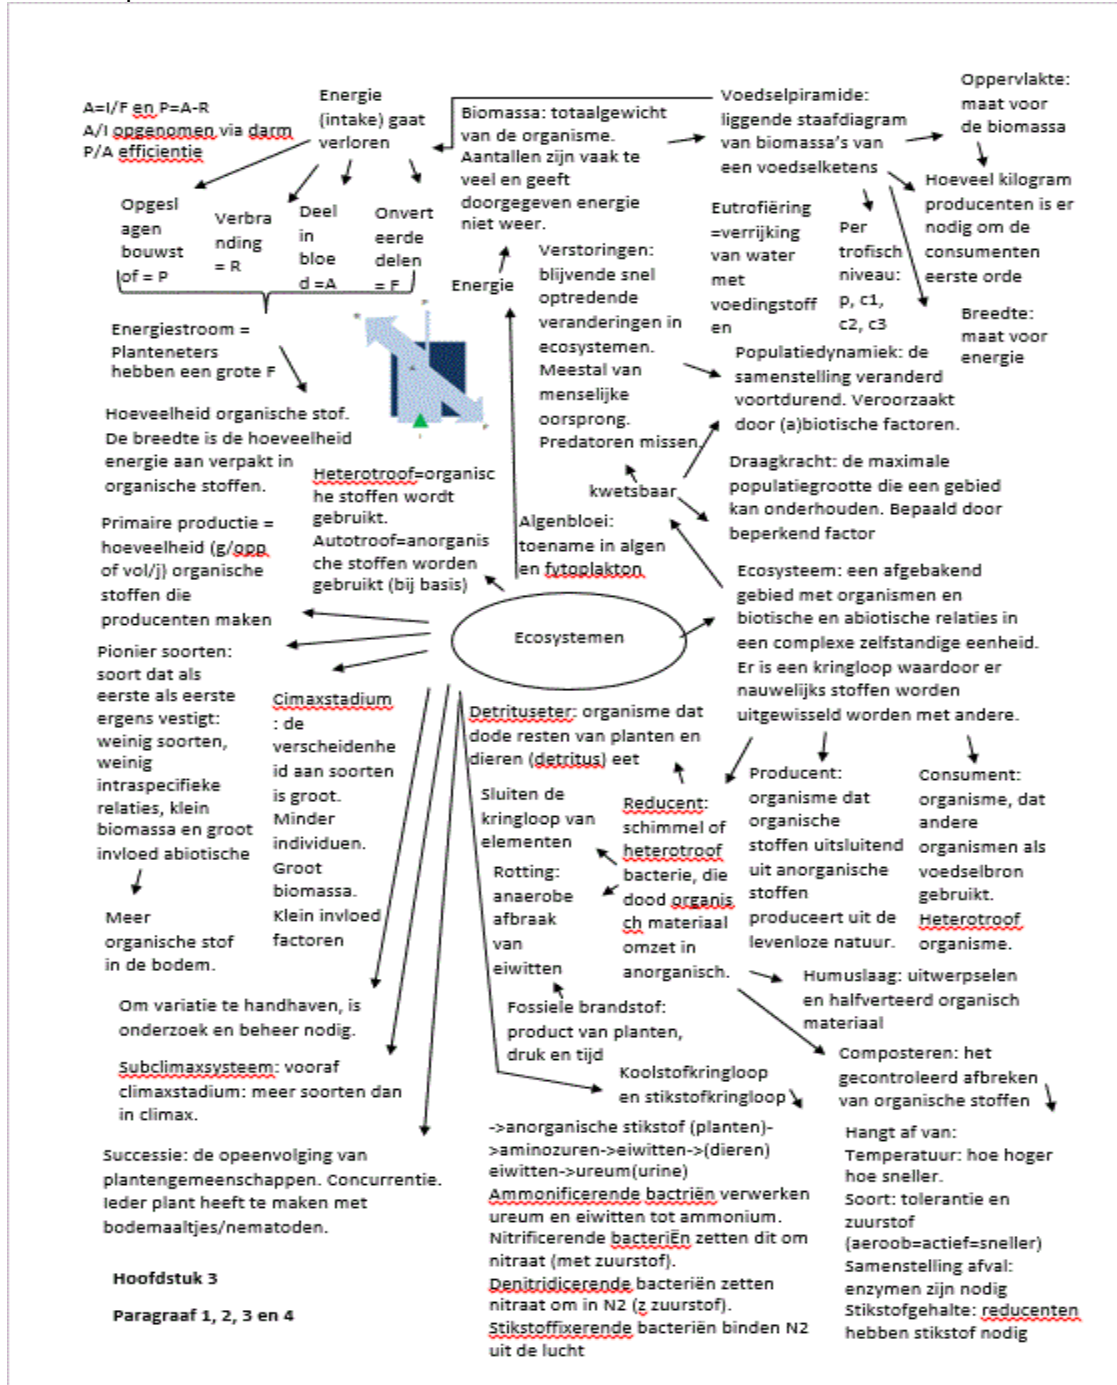 A=I/F en P=A-R
A/I opgenomen via darm
P/A efficientie
Energie
(intake) gaat
verloren
Biomassa: totaalgewicht
van de organisme.
Aantallen zijn vaak te
veel en geeft
doorgegeven energie
niet weer.
Voedselpiramide:
liggende staafdiagram
van biomassa's van
een voedselketens
Oppervlakte:
maat voor
de biomassa
Hoeveel kilogram
producenten is er
nodig om de
consumenten
eerste orde
Opgesl
agen
bouwst
of = P
Verbra
nding
= R
Deel
in
bloe
d =A
Onvert
eerde
delen
= F
Energie
Eutrofiëring
=verrijking
van water
met
voedingstoff
en
Per
trofisch
niveau:
p, c1,
c2, c3
Breedte:
maat voor
energie
Energiestroom =
Planteneters
hebben een grote F
Verstoringen:
blijvende snel
optredende
veranderingen in
ecosystemen.
Meestal van
menselijke
oorsprong.
Predatoren missen.
Populatiedynamiek: de
samenstelling veranderd
voortdurend. Veroorzaakt
door (a)biotische factoren.
Hoeveelheid organische stof.
De breedte is de hoeveelheid
energie aan verpakt in
organische stoffen.
Heterotroof=organisc
he stoffen wordt
gebruikt.
Autotroof=anorganis
che stoffen worden
gebruikt (bij basis)
kwetsbaar
Draagkracht: de maximale
populatiegrootte die een gebied
kan onderhouden. Bepaald door
beperkend factor
Primaire productie =
hoeveelheid (g/opp
of vol/j) organische
stoffen die
producenten maken
Algenbloei:
toename in algen
en fytoplakton
Ecosysteem: een afgebakend
gebied met organismen en
biotische en abiotische relaties in
een complexe zelfstandige eenheid.
Er is een kringloop waardoor er
nauwelijks stoffen worden
uitgewisseld worden met andere.
Ecosystemen
Pionier soorten:
soort dat als
eerste als eerste
ergens vestigt:
weinig soorten,
weinig
intraspecifieke
relaties, klein
biomassa en groot
invloed abiotische
Cimaxstadium
: de
verscheidenhe
id aan soorten
is groot.
Minder
individuen.
Groot
biomassa.
Klein invloed
factoren
Detrituseter: organisme dat
dode resten van planten en
dieren (detritus) eet
Sluiten de
kringloop van
elementen
Reducent:
schimmel of
heterotroof
bacterie, die
dood organis
ch materiaal
omzet in
anorganisch.
Producent:
organisme dat
organische
stoffen uitsluitend
uit anorganische
stoffen
produceert uit de
levenloze natuur.
Consument:
organisme, dat
andere
organismen als
voedselbron
gebruikt.
Heterotroof
organisme.
Rotting:
anaerobe
afbraak
van
eiwitten
Meer
organische stof
in de bodem.
Om variatie te handhaven, is
onderzoek en beheer nodig.
Fossiele brandstof:
product van planten,
druk en tijd
Humuslaag: uitwerpselen
en halfverteerd organisch
materiaal
Subclimaxsysteem: vooraf
climaxstadium: meer soorten dan
in climax.
Koolstofkringloop
en stikstofkringloop
Composteren: het
gecontroleerd afbreken
van organische stoffen
Successie: de opeenvolging van
plantengemeenschappen. Concurrentie.
Ieder plant heeft te maken met
bodemaaltjes/nematoden.
->anorganische stikstof (planten)-
>aminozuren->eiwitten->(dieren)
eiwitten->ureum(urine)
Ammonificerende bactriën verwerken
ureum en eiwitten tot ammonium.
Nitrificerende bacteriËn zetten dit om
nitraat (met zuurstof).
Denitridicerende bacteriën zetten
nitraat om in N2 (z zuurstof).
Stikstoffixerende bacteriën binden N2
uit de lucht
Hangt af van:
Temperatuur: hoe hoger
hoe sneller.
Soort: tolerantie en
zuurstof
(aeroob=actief=sneller)
Samenstelling afval:
enzymen zijn nodig
Stikstofgehalte: reducenten
hebben stikstof nodig
Hoofdstuk 3
Paragraaf 1, 2, 3 en 4